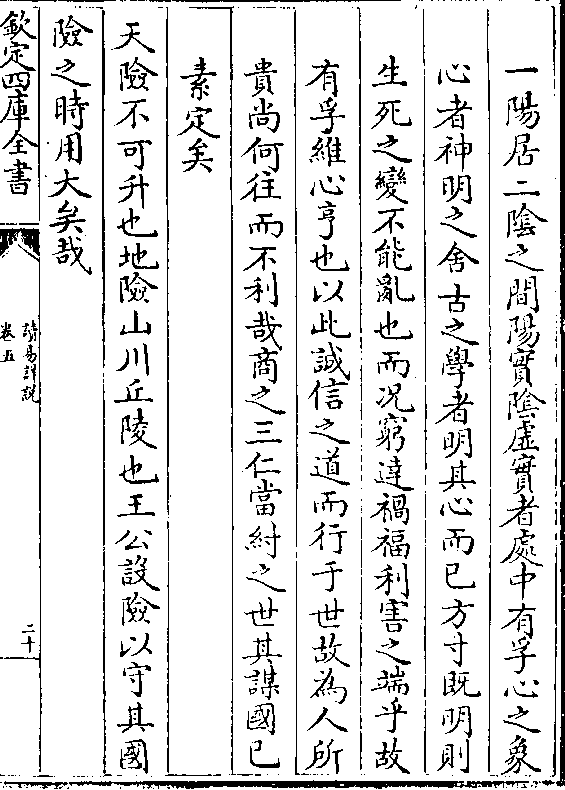 一陽居二陰之間陽實陰虛實者處中有孚心之象
心者神明之舍古之學者明其心而已方寸既明則
生死之變不能亂也而况窮達禍福利害之端乎故
有孚維心亨也以此誠信之道而行于世故為人所
貴尚何往而不利哉商之三仁當紂之世其謀國已
素定矣
天險不可升也地險山川丘陵也王公設險以守其國
險之時用大矣哉
欽定四庫全書
讀易詳說
卷五
二十